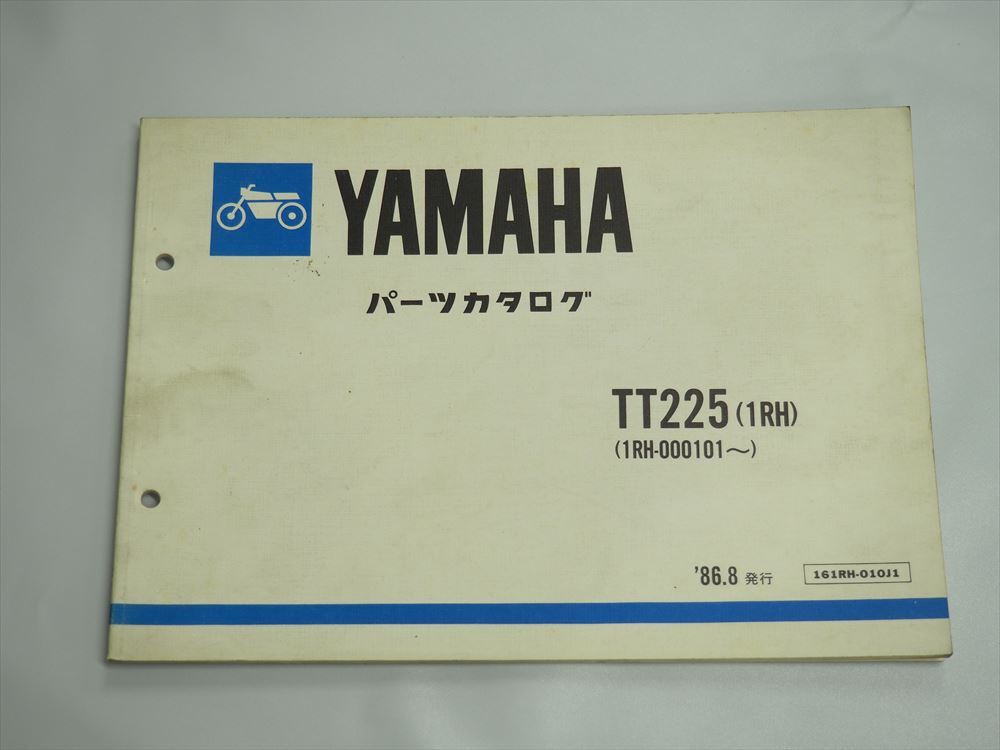 YAMAHA
パーツカタログ
TT225 (1RH)
(1RH-000101〜)
'86.8 発行
161RH-010J1